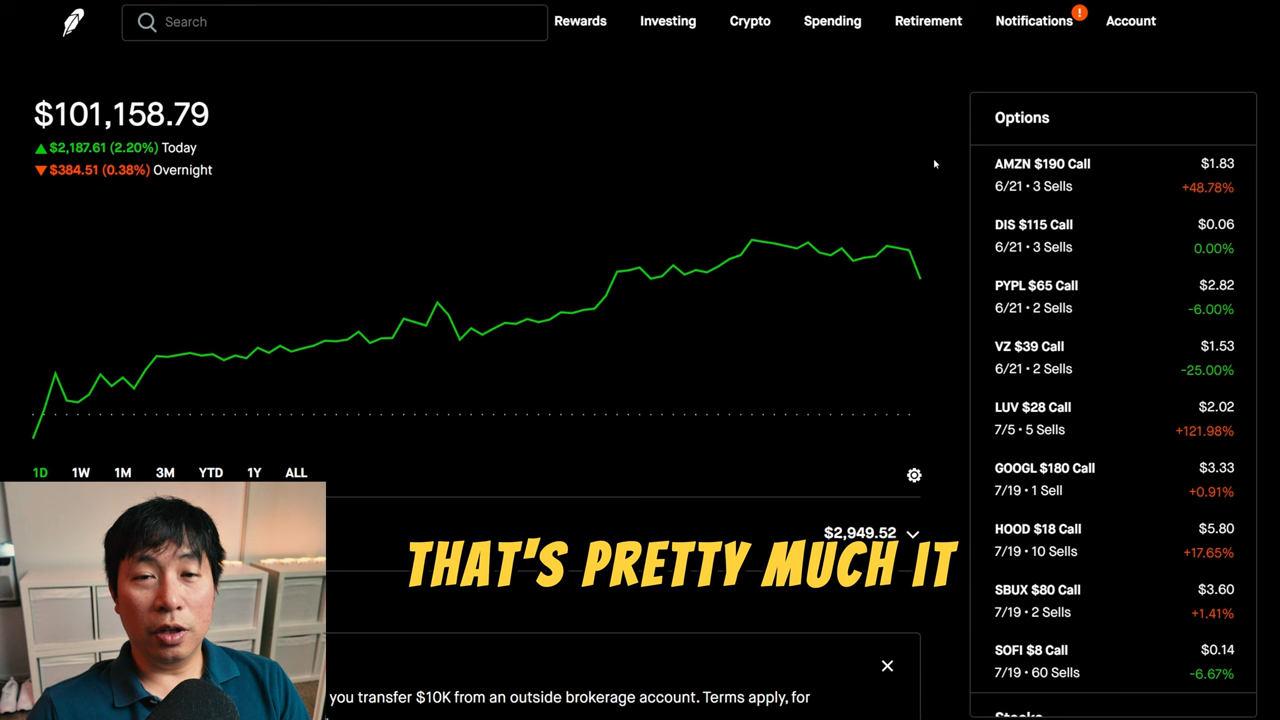 Search
Rewards
Investing
Crypto
Spending
Retirement
Notifications
!
Account
$101,158.79
$2,187.61 (2.20%) Today
$384.51 (0.38%) Overnight
1D
1W
1M
3M
YTD
1Y
ALL
$2,949.52
THAT'S PRETTY MUCH IT
you transfer $10K from an outside brokerage account. Terms apply, for
Options
AMZN $190 Call
$1.83
6/21 • 3 Sells
+48.78%
DIS $115 Call
$0.06
6/21 • 3 Sells
0.00%
PYPL $65 Call
$2.82
6/21 • 2 Sells
-6.00%
VZ $39 Call
$1.53
6/21 • 2 Sells
-25.00%
LUV $28 Call
$2.02
7/5 • 5 Sells
+121.98%
GOOGL $180 Call
$3.33
7/19 • 1 Sell
+0.91%
HOOD $18 Call
$5.80
7/19 • 10 Sells
+17.65%
SBUX $80 Call
$3.60
7/19 • 2 Sells
+1.41%
SOFI $8 Call
$0.14
7/19 • 60 Sells
-6.67%